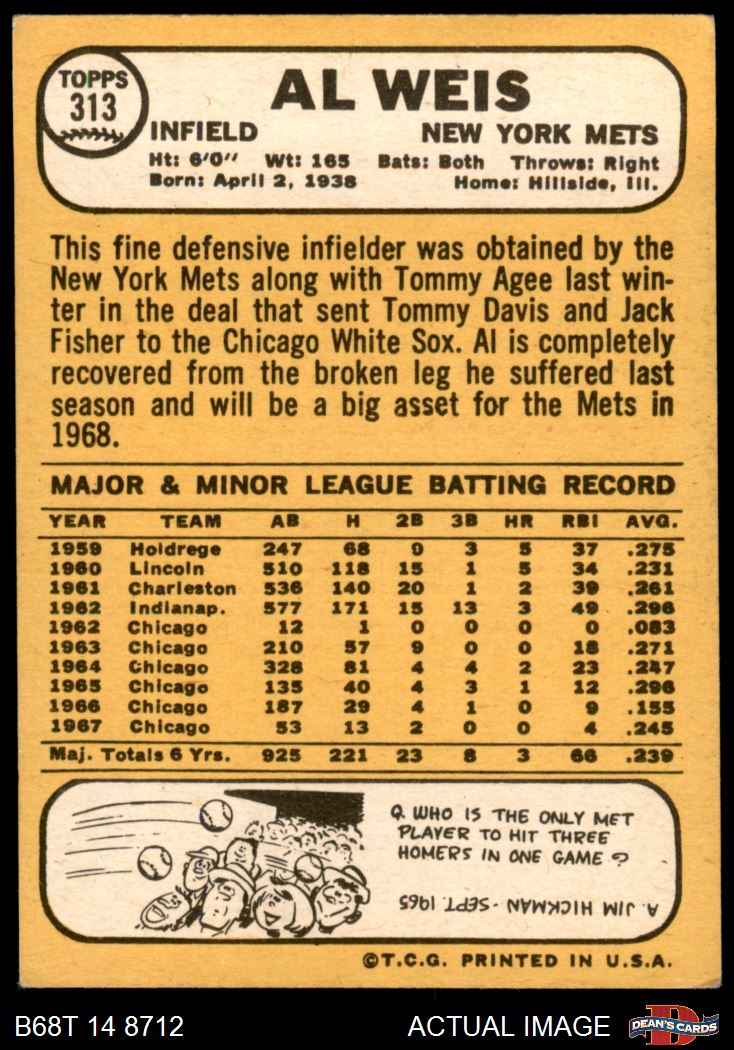 TOPPS
313
AL WEIS
INFIELD NEW YORK METS
Ht: 6'0" Wt: 165 Bats: Both Throws: Right
Born: April 2, 1938 Home: Hillside, Ill.
This fine defensive infielder was obtained by the
New York Mets along with Tommy Agee last win-
ter in the deal that sent Tommy Davis and Jack
Fisher to the Chicago White Sox. Al is completely
recovered from the broken leg he suffered last
season and will be a big asset for the Mets in
1968.
MAJOR & MINOR LEAGUE BATTING RECORD
YEAR TEAM AB H 2B 3B HR RBI AVG.
1959 Holdrege 247 68 0 3 5 37 .275
1960 Lincoln 510 118 15 1 5 34 .231
1961 Charleston 536 140 20 1 2 39 .261
1962 Indianap. 577 171 15 13 3 49 .296
1962 Chicago 12 1 0 0 0 0 .083
1963 Chicago 210 57 9 0 0 18 .271
1964 Chicago 328 81 4 4 2 23 .247
1965 Chicago 135 40 4 3 1 12 .296
1966 Chicago 187 29 4 1 0 9 .155
1967 Chicago 53 13 2 0 0 4 .245
Maj. Totals 6 Yrs. 925 221 23 8 3 66 .239
Q. WHO IS THE ONLY MET
PLAYER TO HIT THREE
HOMERS IN ONE GAME?
A. JIM HICKMAN - SEPT. 1965
©T.C.G. PRINTED IN U.S.A.
B68T 14 8712 ACTUAL IMAGE
DEAN'S CARDS